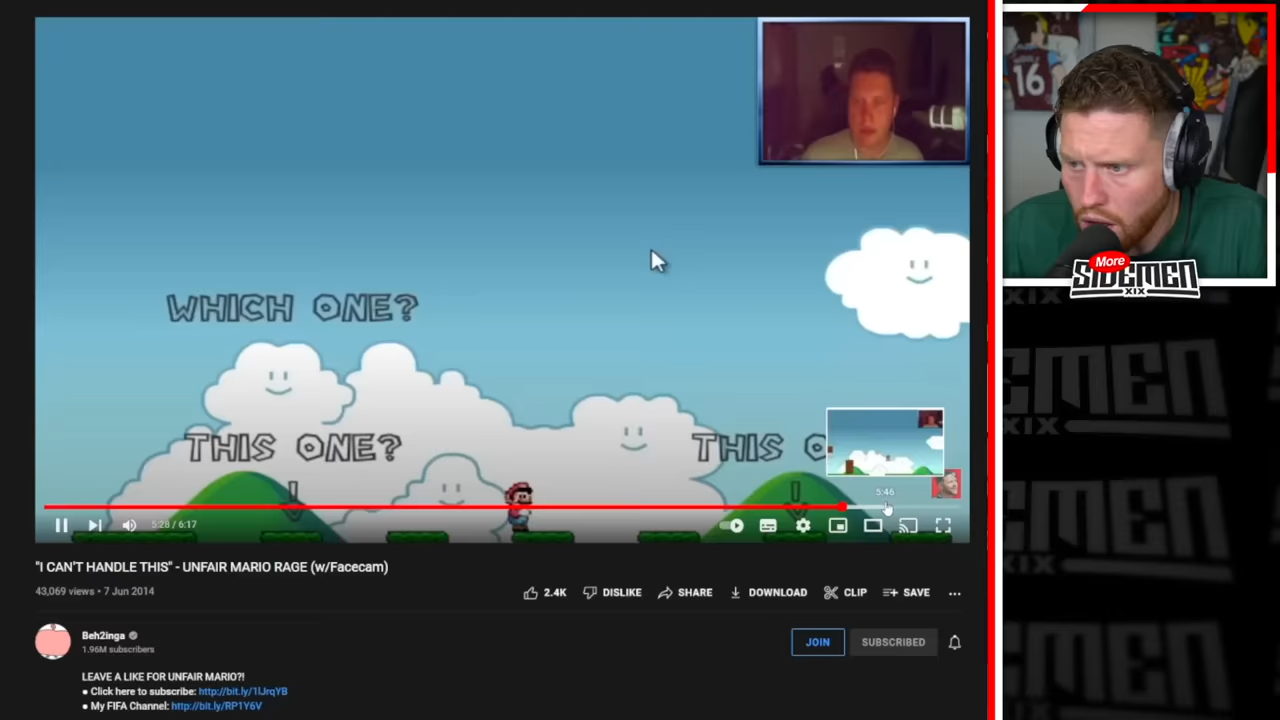 16
WHICH ONE?
THIS ONE?
THIS O
5:46
5:28 / 6:17
More
SIDEMEN
XIX
"I CAN'T HANDLE THIS" - UNFAIR MARIO RAGE (w/Facecam)
43,069 views • 7 Jun 2014
2.4K DISLIKE SHARE DOWNLOAD CLIP SAVE ...
Beh2inga
1.96M subscribers
JOIN SUBSCRIBED
LEAVE A LIKE FOR UNFAIR MARIO?!
● Click here to subscribe: http://bit.ly/1lJrqYB
● My FIFA Channel: http://bit.ly/RP1Y6V